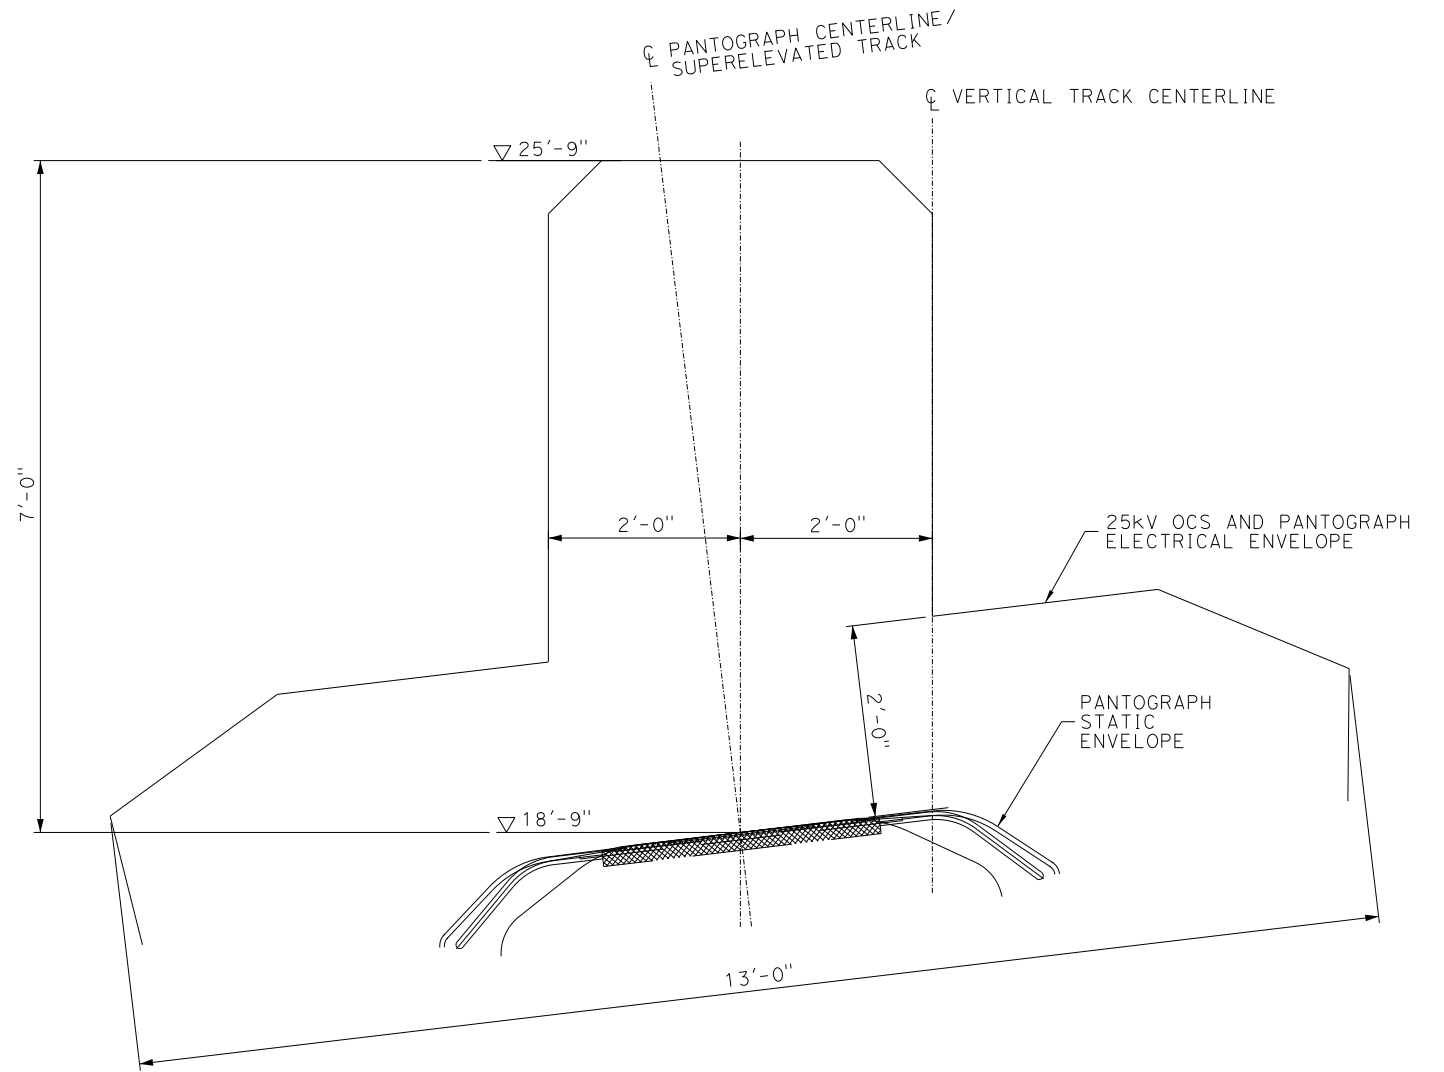 ℄ PANTOGRAPH CENTERLINE/
SUPERELEVATED TRACK
℄ VERTICAL TRACK CENTERLINE
25'-9"
7'-0"
2'-0"
2'-0"
25kV OCS AND PANTOGRAPH
ELECTRICAL ENVELOPE
2'-0"
PANTOGRAPH
STATIC
ENVELOPE
18'-9"
13'-0"